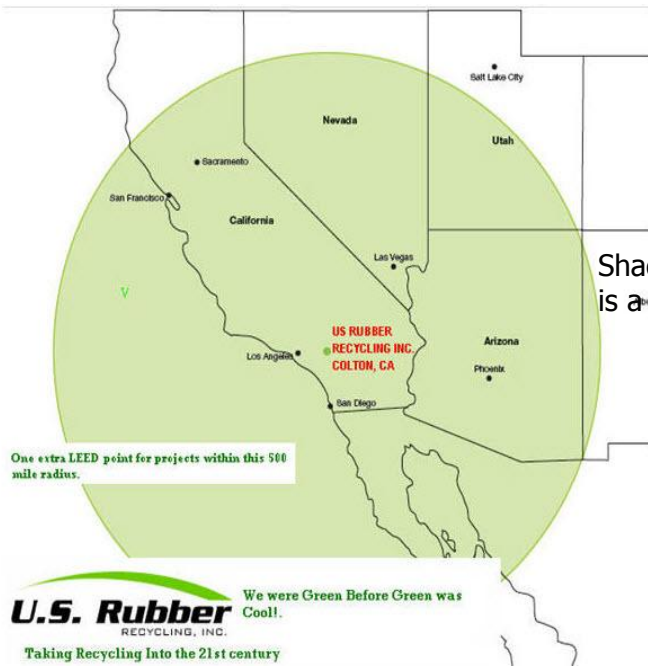 Salt Lake City
Nevada
Utah
Sacramento
San Francisco
California
Las Vegas
Shad
is a
US RUBBER
RECYCLING INC.
COLTON, CA
Arizona
Los Angeles
Phoenix
San Diego
One extra LEED point for projects within this 500
mile radius.
V
We were Green Before Green was
Cool!.
U.S. Rubber
RECYCLING, INC.
Taking Recycling Into the 21st century